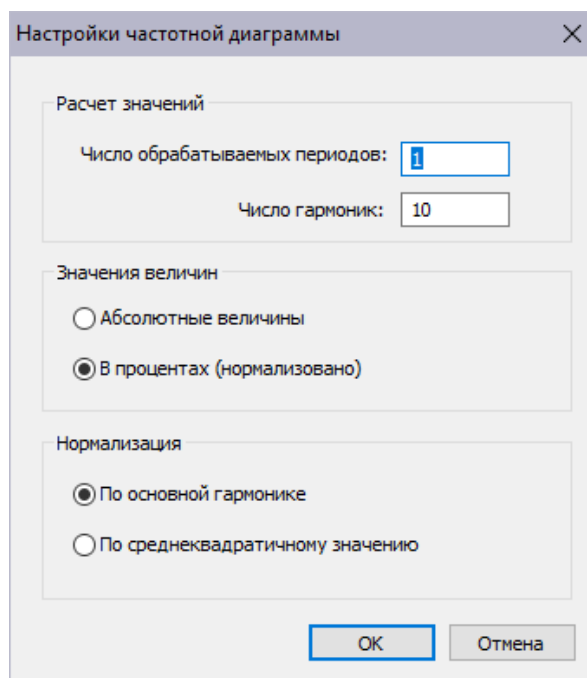 Настройки частотной диаграммы
Расчет значений
Число обрабатываемых периодов: 1
Число гармоник: 10
Значения величин
Абсолютные величины
В процентах (нормализовано)
Нормализация
По основной гармонике
По среднеквадратичному значению
OK Отмена